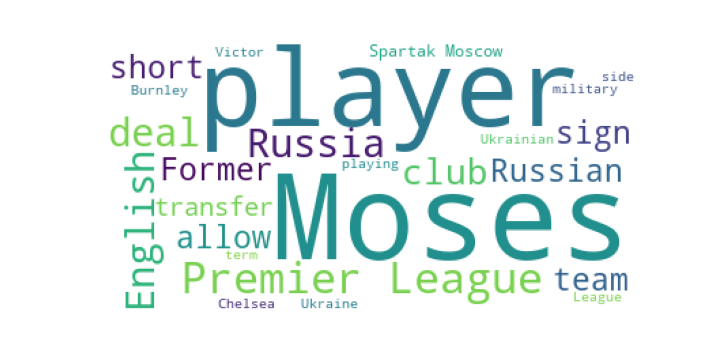 Victor
Spartak Moscow
player
short
side
Burnley
military
deal
Russia
Ukrainian
sign
Former
playing
club
Russian
English
Moses
transfer
allow
term
Premier League
team
Chelsea
Ukraine
League